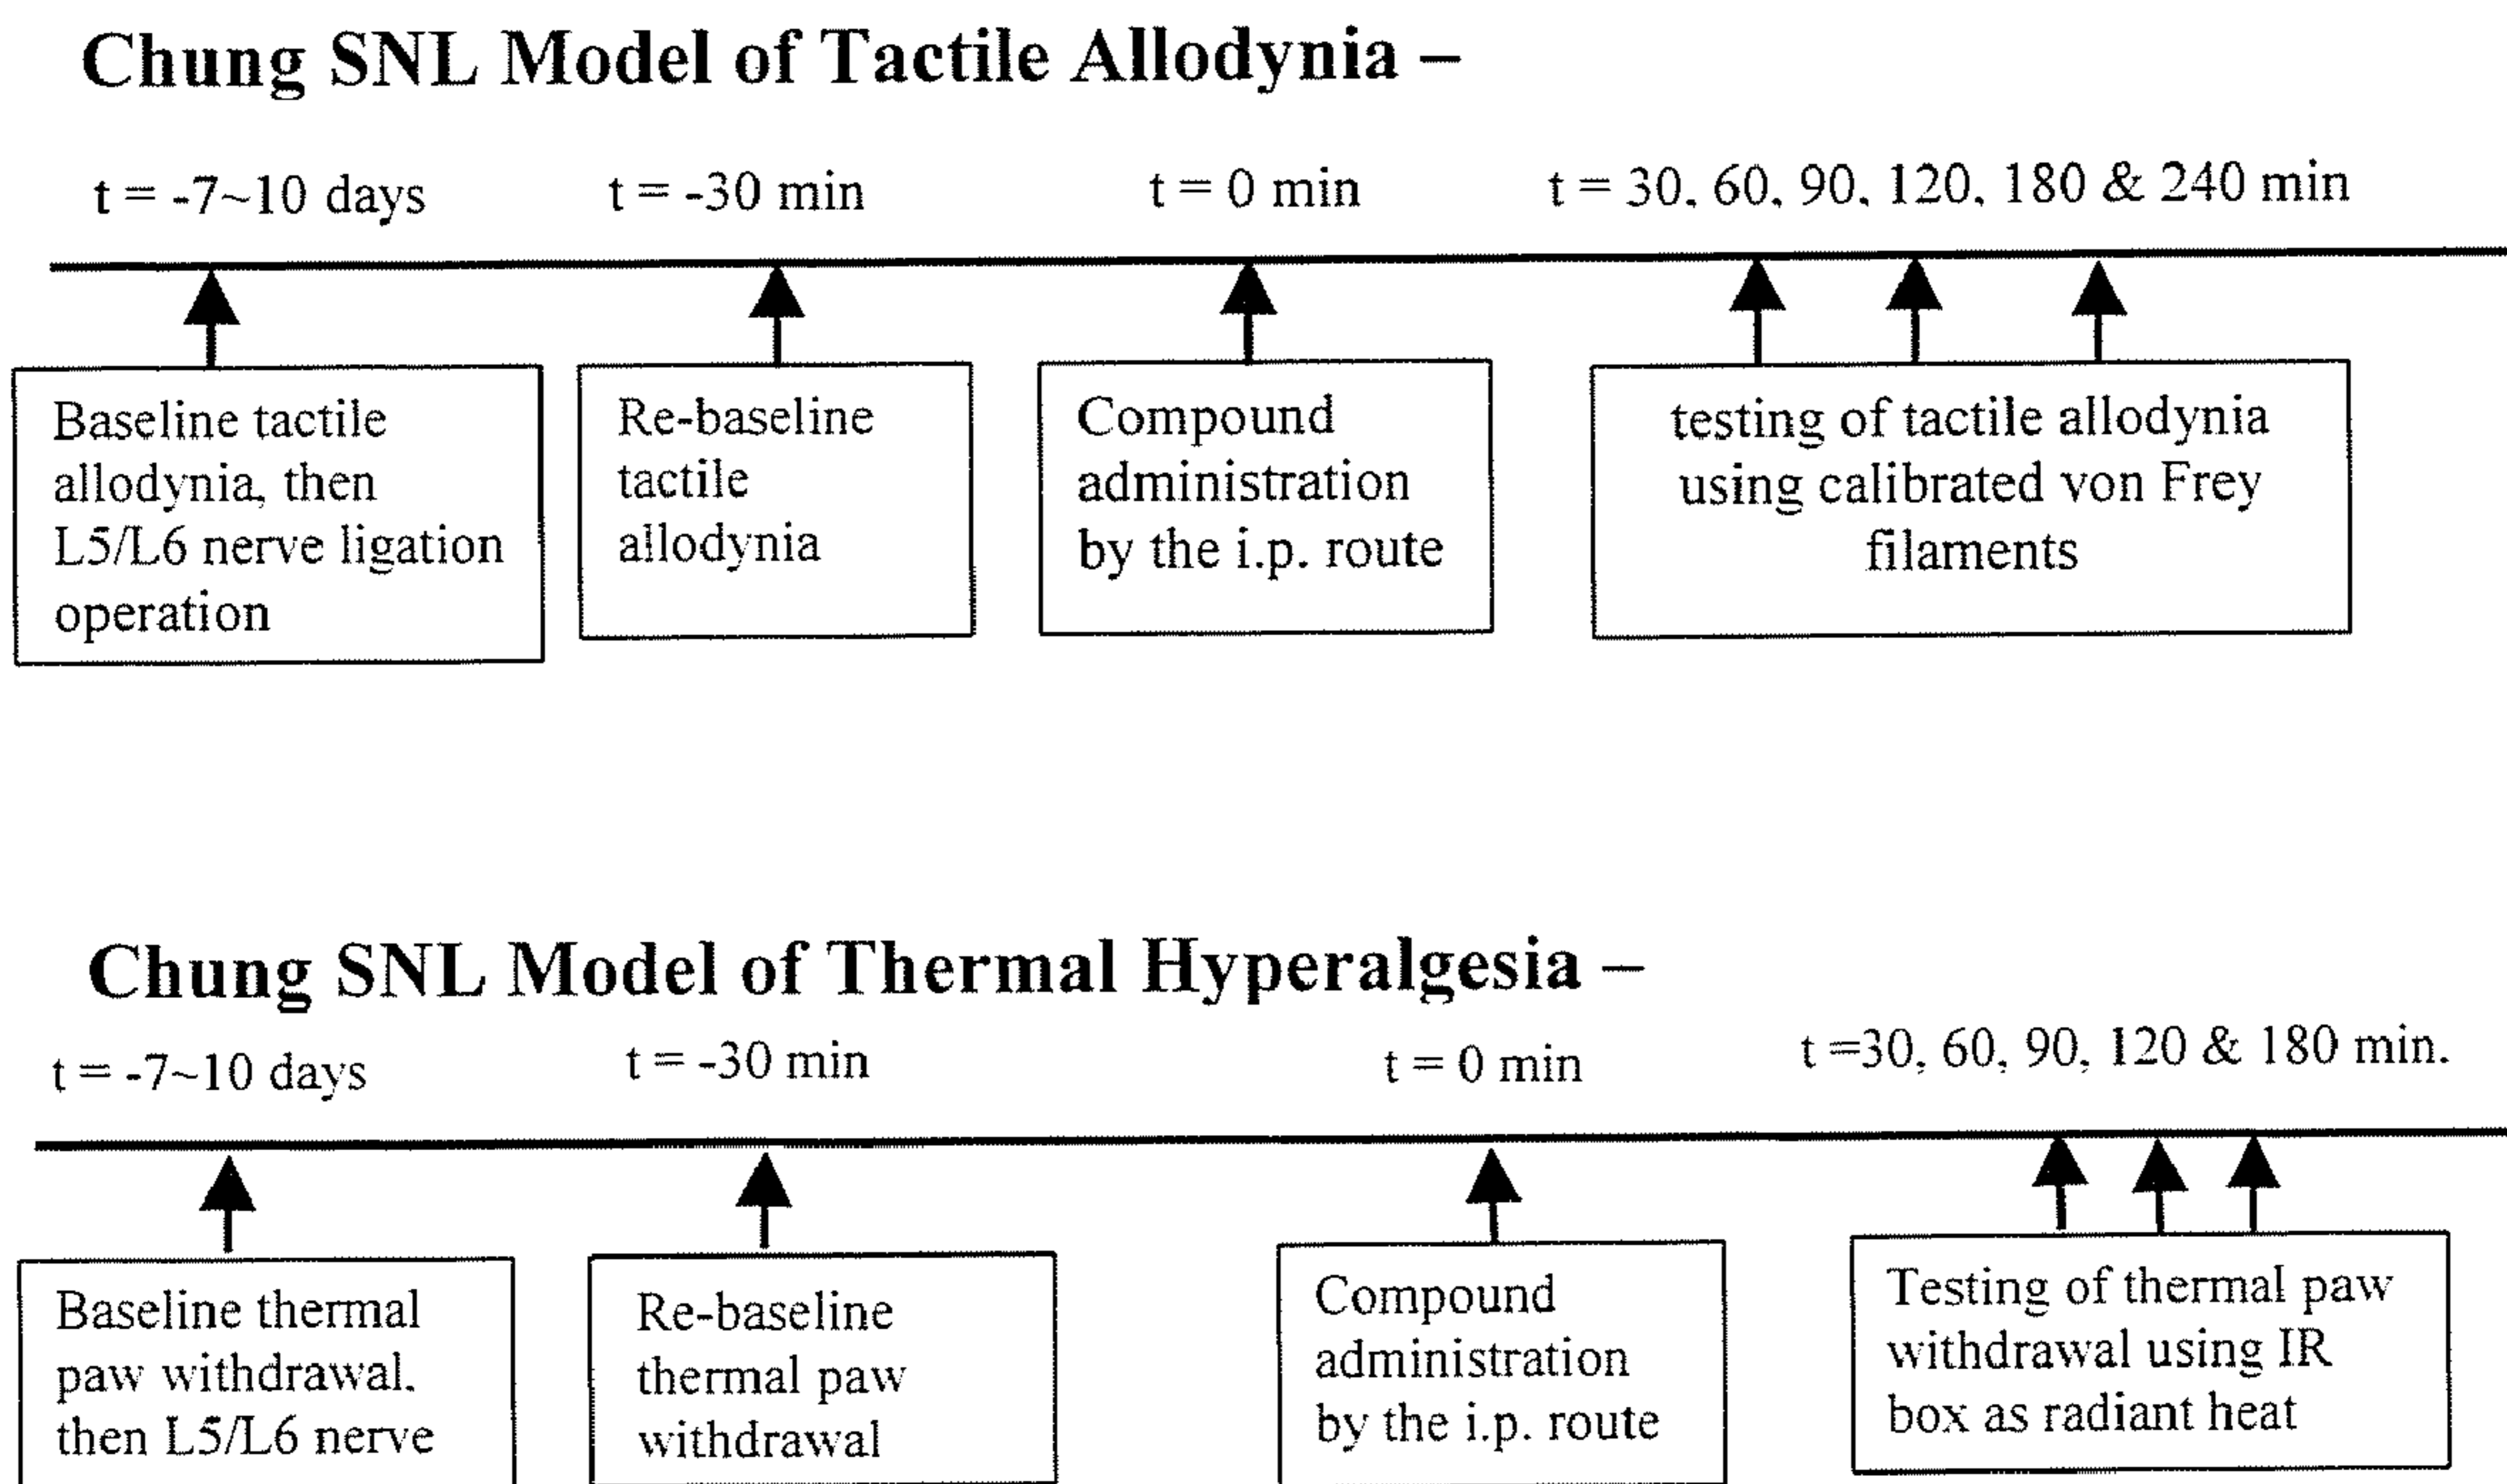 Chung SNL Model of Tactile Allodynia –
t = -7~10 days
t = -30 min
t = 0 min
t = 30, 60, 90, 120, 180 & 240 min
Baseline tactile
allodynia, then
L5/L6 nerve ligation
operation
Re-baseline
tactile
allodynia
Compound
administration
by the i.p. route
testing of tactile allodynia
using calibrated von Frey
filaments
Chung SNL Model of Thermal Hyperalgesia –
t = -7~10 days
t = -30 min
t = 0 min
t =30, 60, 90, 120 & 180 min.
Baseline thermal
paw withdrawal,
then L5/L6 nerve
Re-baseline
thermal paw
withdrawal
Compound
administration
by the i.p. route
Testing of thermal paw
withdrawal using IR
box as radiant heat